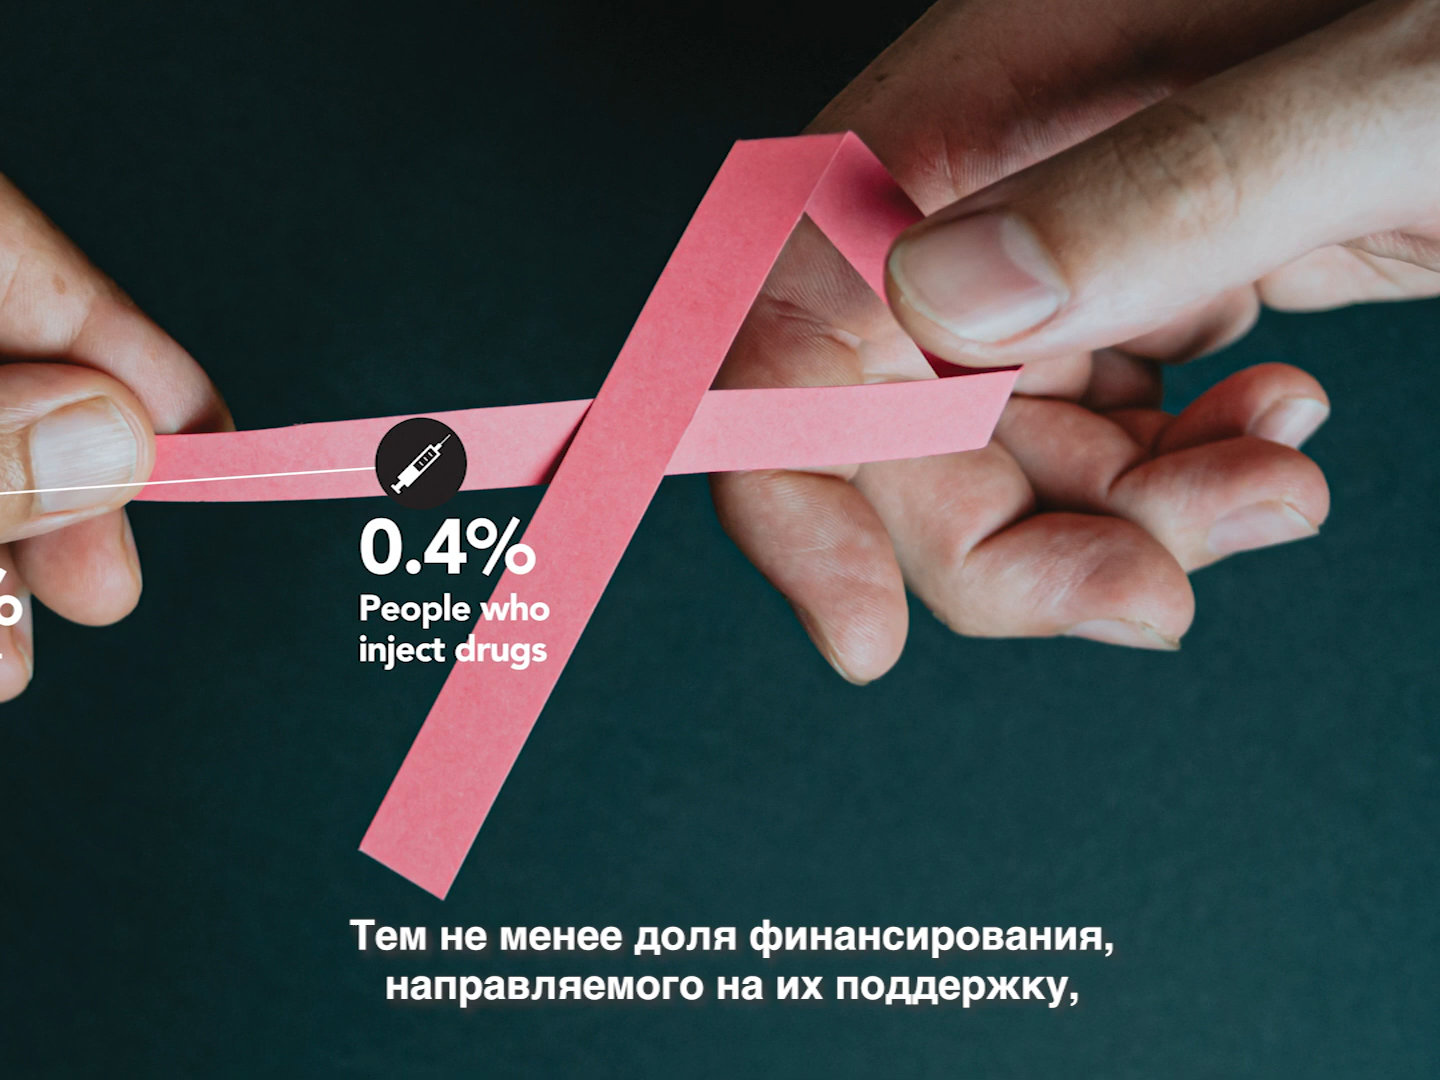 0.4%
People who
inject drugs
Тем не менее доля финансирования,
направляемого на их поддержку,